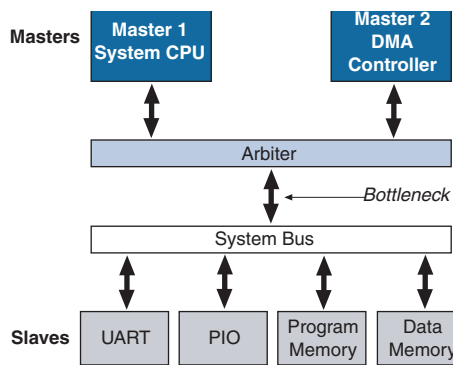 Masters
Master 1
System CPU
Master 2
DMA
Controller
Arbiter
Bottleneck
System Bus
Slaves
UART
PIO
Program
Memory
Data
Memory